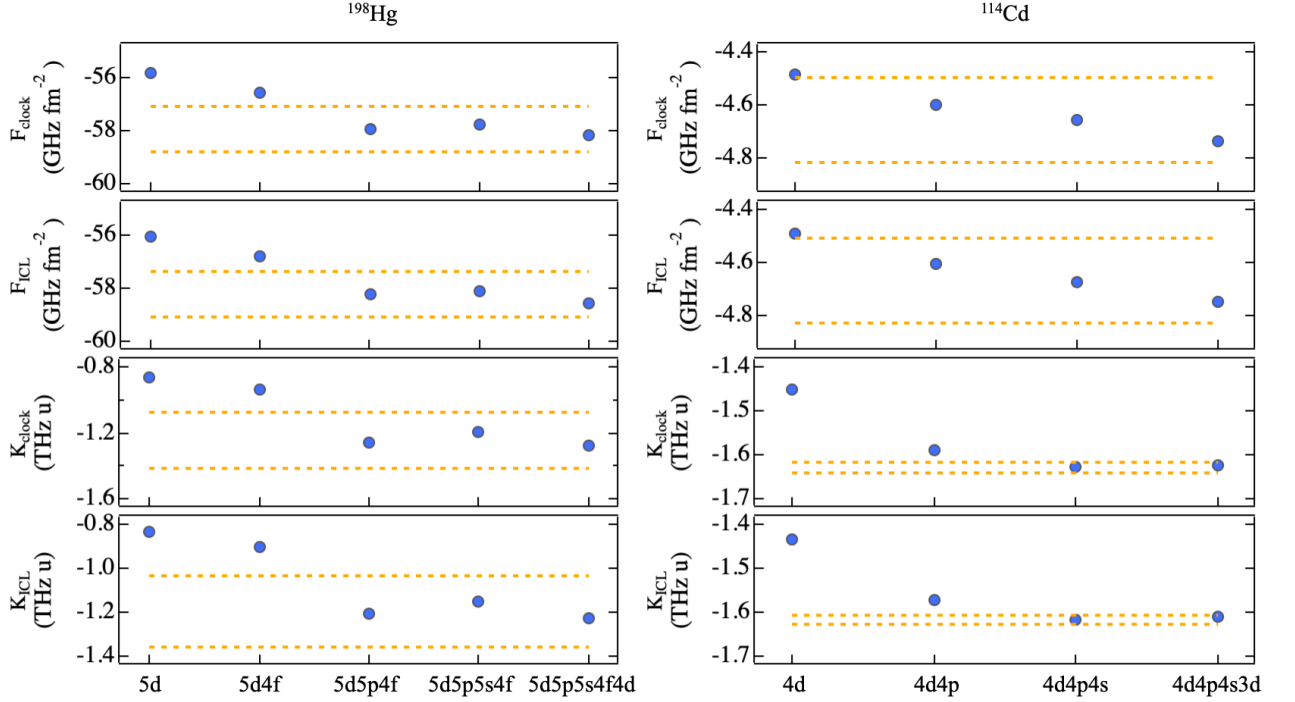 198Hg
114Cd
Fclock
(GHz fm-2 )
-56
-58
-60
Fclock
(GHz fm-2 )
-4.4
-4.6
-4.8
FICL
(GHz fm-2 )
-56
-58
-60
FICL
(GHz fm-2 )
-4.4
-4.6
-4.8
Kclock
(THz u)
-0.8
-1.2
-1.6
Kclock
(THz u)
-1.4
-1.5
-1.6
-1.7
KICL
(THz u)
-0.8
-1.0
-1.2
-1.4
KICL
(THz u)
-1.4
-1.5
-1.6
-1.7
5d 5d4f 5d5p4f 5d5p5s4f 5d5p5s4f4d
4d 4d4p 4d4p4s 4d4p4s3d